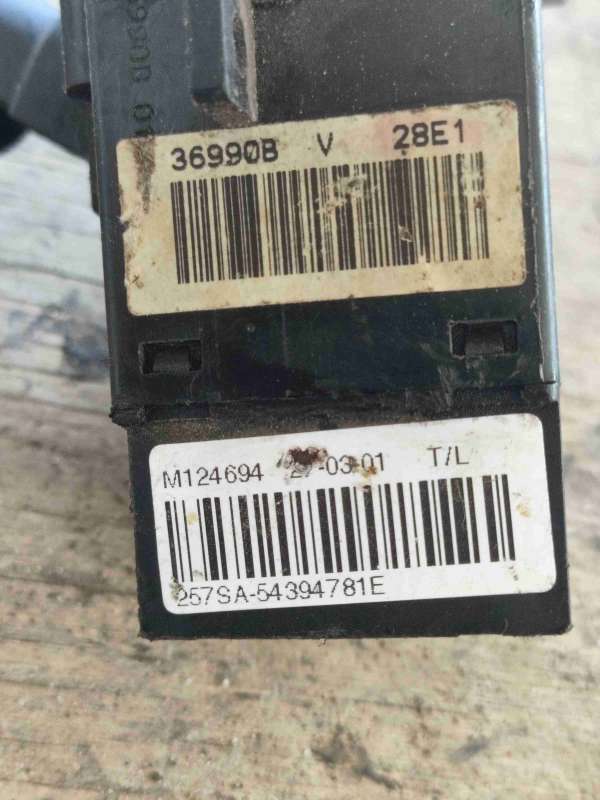 36990B V 28E1
M124694 -03-01 T/L
257SA-54394781E